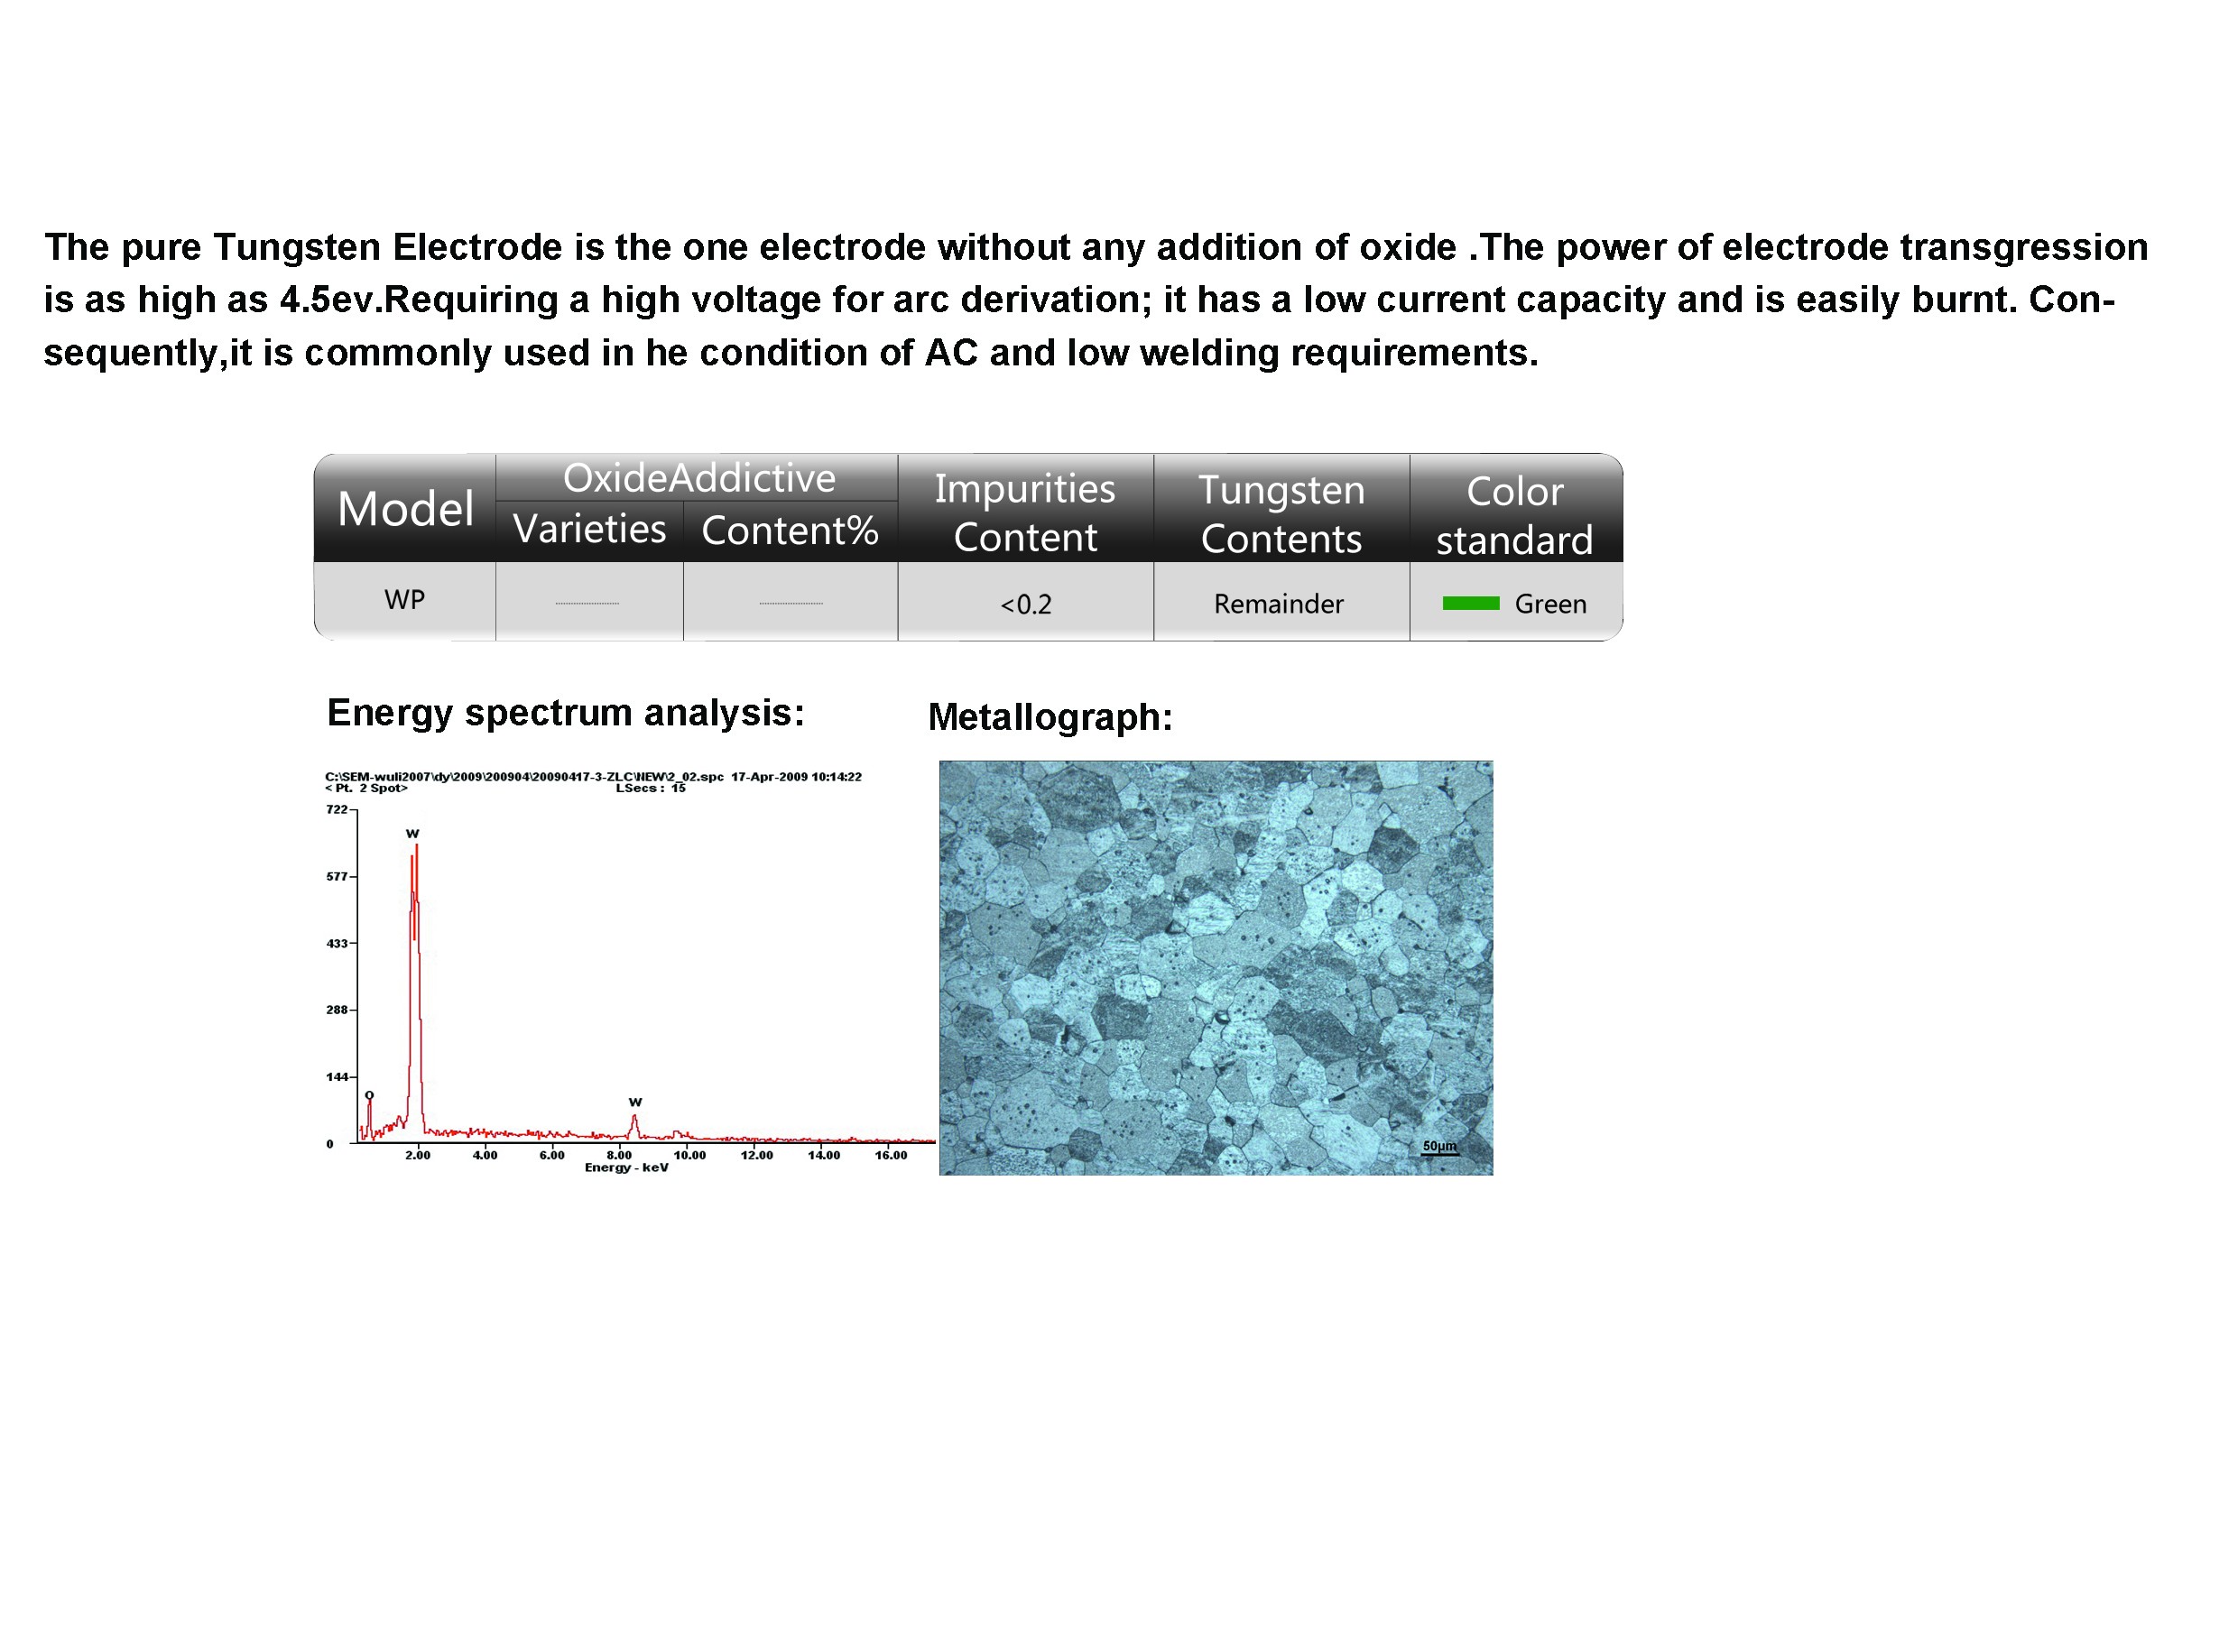 The pure Tungsten Electrode is the one electrode without any addition of oxide .The power of electrode transgression
is as high as 4.5ev.Requiring a high voltage for arc derivation; it has a low current capacity and is easily burnt. Con-
sequently,it is commonly used in he condition of AC and low welding requirements.
Model
OxideAddictive
Varieties
Content%
Impurities
Content
Tungsten
Contents
Color
standard
WP
<0.2
Remainder
Green
Energy spectrum analysis:
Metallograph:
C:\SEM-wuli2007\dy\2009\200904\20090417-3-ZLC\NEW\2_02.spc 17-Apr-2009 10:14:22
< Pt. 2 Spot>
LSecs : 15
722
577
433
288
144
0
W
O
W
2.00 4.00 6.00 8.00 10.00 12.00 14.00 16.00
Energy - keV
50μm